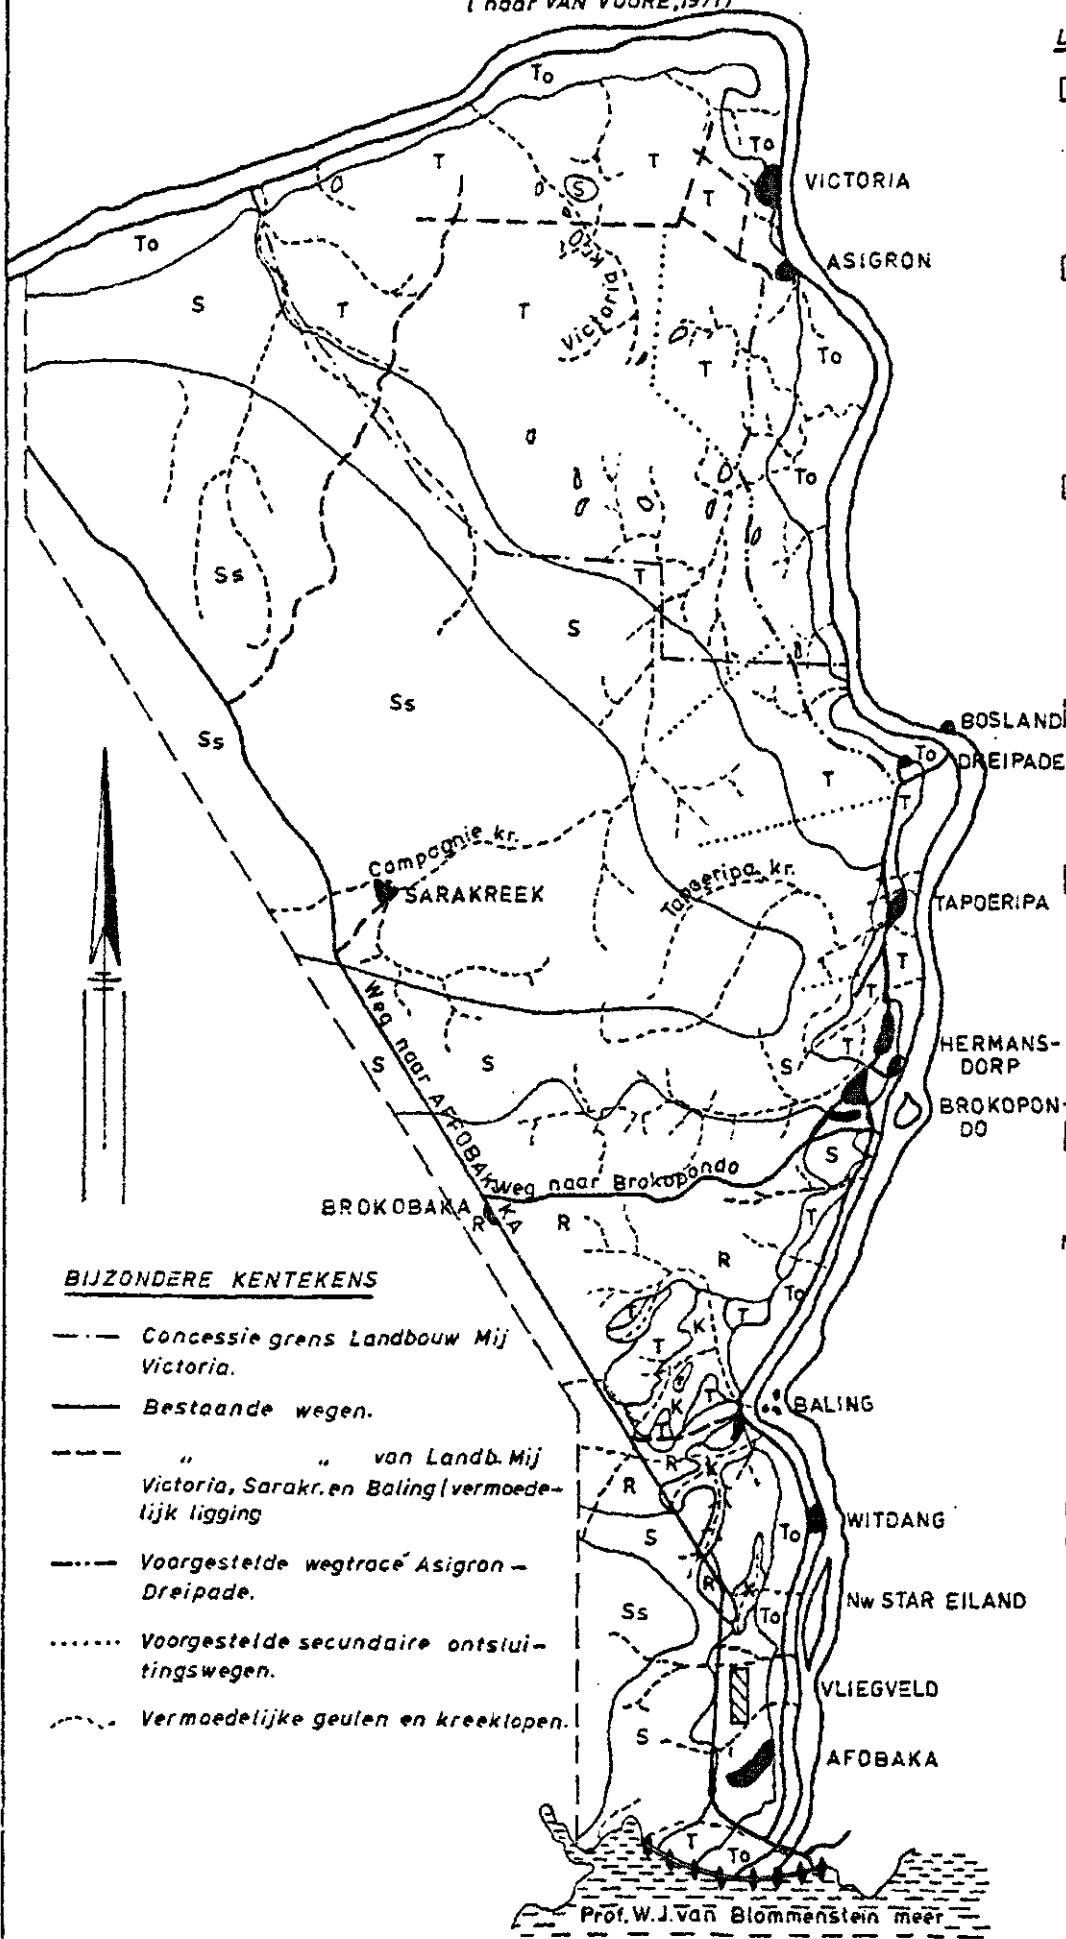 ( naar VAN VOORE, 1971)
To
To
T
T
S
T
VICTORIA
To
ASIGRON
S
T
T
Victoria kr.
T
To
To
Ss
T
S
Ss
Ss
BOSLAND
To
DREIPADE
T
T
Compagnie kr.
SARAKREEK
Tapoeripa kr.
TAPOERIPA
T
T
Weg naar AFFOBAKKA
S
S
S
T
HERMANS-
DORP
BROKOPON-
DO
S
Weg naar Brokopondo
BROKOBAKA
R
R
T
R
To
T
K
T
T
K
T
T
BALING
R
K
R
S
To
WITDANG
R
K
Ss
To
Nw STAR EILAND
VLIEGVELD
S
AFOBAKA
T
To
Prof. W.J. van Blommenstein meer
BIJZONDERE KENTEKENS
Concessie grens Landbouw Mij
Victoria.
Bestaande wegen.
" " van Landb. Mij
Victoria, Sarakr. en Baling (vermoede-
lijk ligging
Voorgestelde wegtracé Asigron -
Dreipade.
Voorgestelde secundaire ontslui-
tingswegen.
Vermoedelijke geulen en kreeklopen.